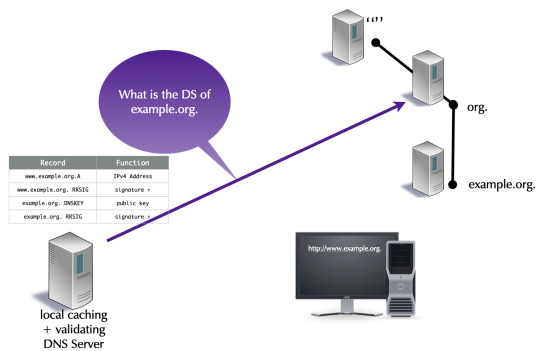 “”
What is the DS of
example.org.
org.
Record Function
www.example.org.A IPv4 Address
www.example.org. RRSIG signature ↑
example.org. DNSKEY public key
example.org. RRSIG signature ↑
example.org.
http://www.example.org.
local caching
+ validating
DNS Server